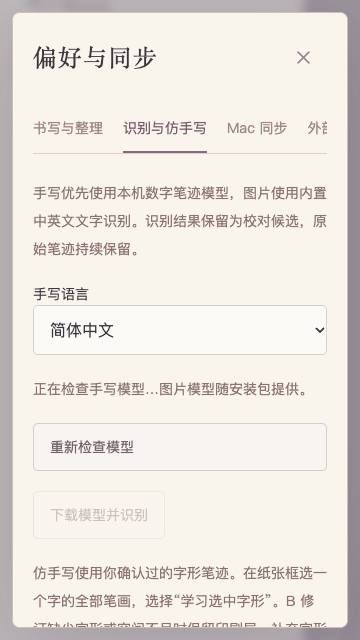 偏好与同步
书写与整理 识别与仿手写 Mac 同步 外
手写优先使用本机数字笔迹模型，图片使用内置
中英文文字识别。识别结果保留为校对候选，原
始笔迹持续保留。
手写语言
简体中文
正在检查手写模型…图片模型随安装包提供。
重新检查模型
下载模型并识别
仿手写使用你确认过的字形笔迹。在纸张框选一
个字的全部笔画，选择“学习选中字形”。B 修